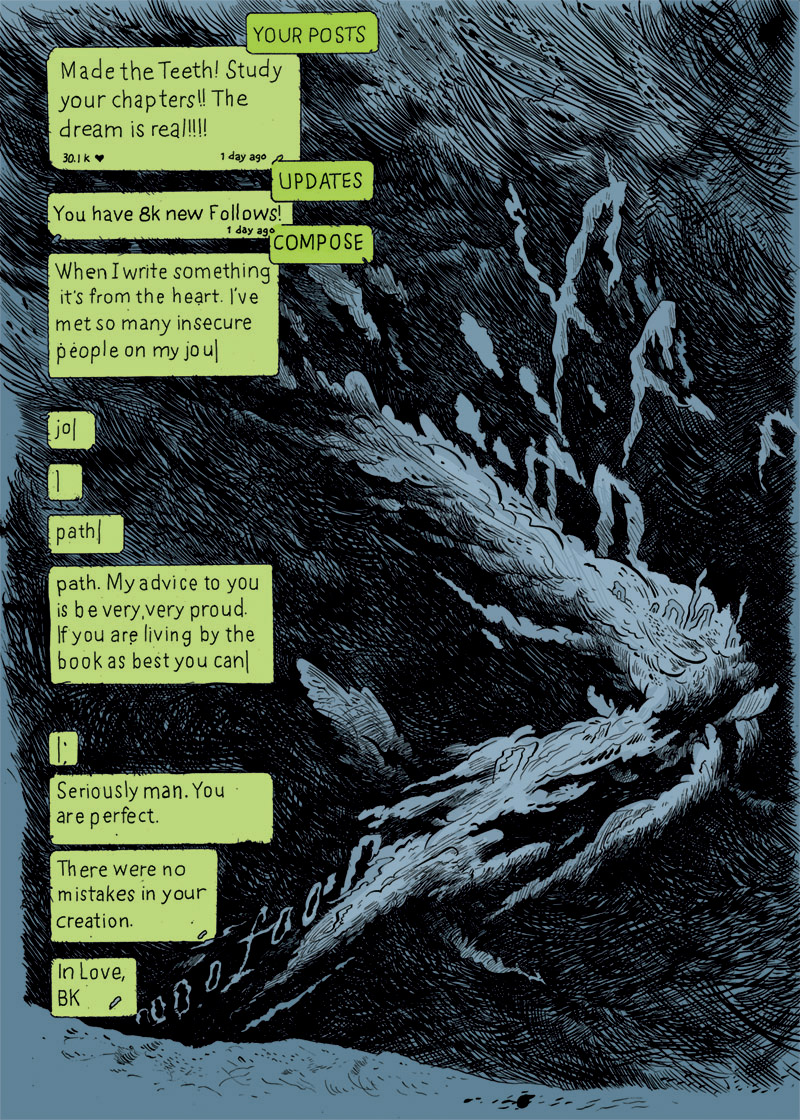 YOUR POSTS
Made the Teeth! Study
your chapters!! The
dream is real!!!!
30.1 k ♥ 1 day ago
UPDATES
You have 8k new Follows!
1 day ago
COMPOSE
When I write something
it's from the heart. I've
met so many insecure
people on my jou|
jo|
|
path|
path. My advice to you
is be very, very proud.
If you are living by the
book as best you can|
|;
Seriously man. You
are perfect.
There were no
mistakes in your
creation.
In Love,
BK